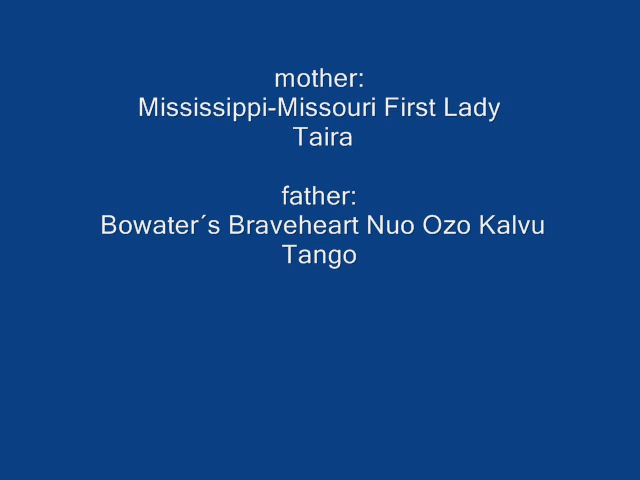 mother:
Mississippi-Missouri First Lady
Taira
father:
Bowater´s Braveheart Nuo Ozo Kalvu
Tango